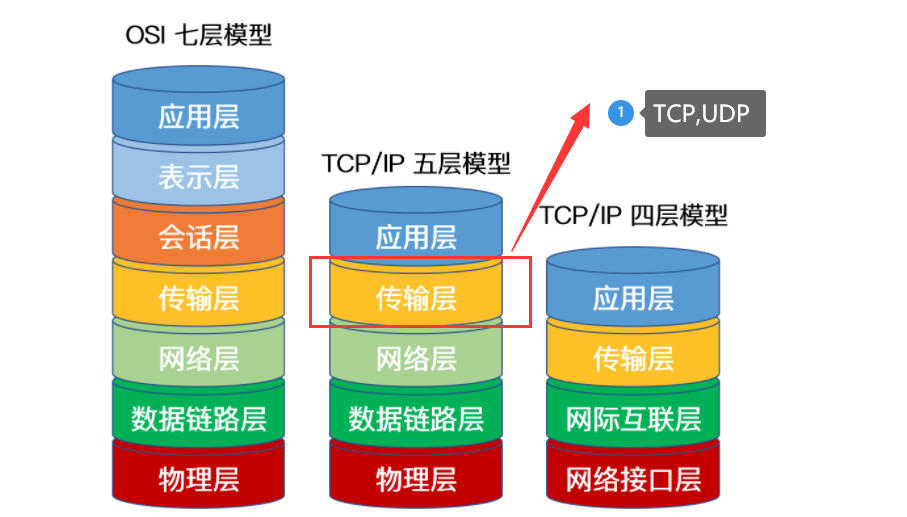 OSI 七层模型
应用层
表示层
会话层
传输层
网络层
数据链路层
物理层
TCP/IP 五层模型
应用层
传输层
网络层
数据链路层
物理层
1
TCP,UDP
TCP/IP 四层模型
应用层
传输层
网际互联层
网络接口层